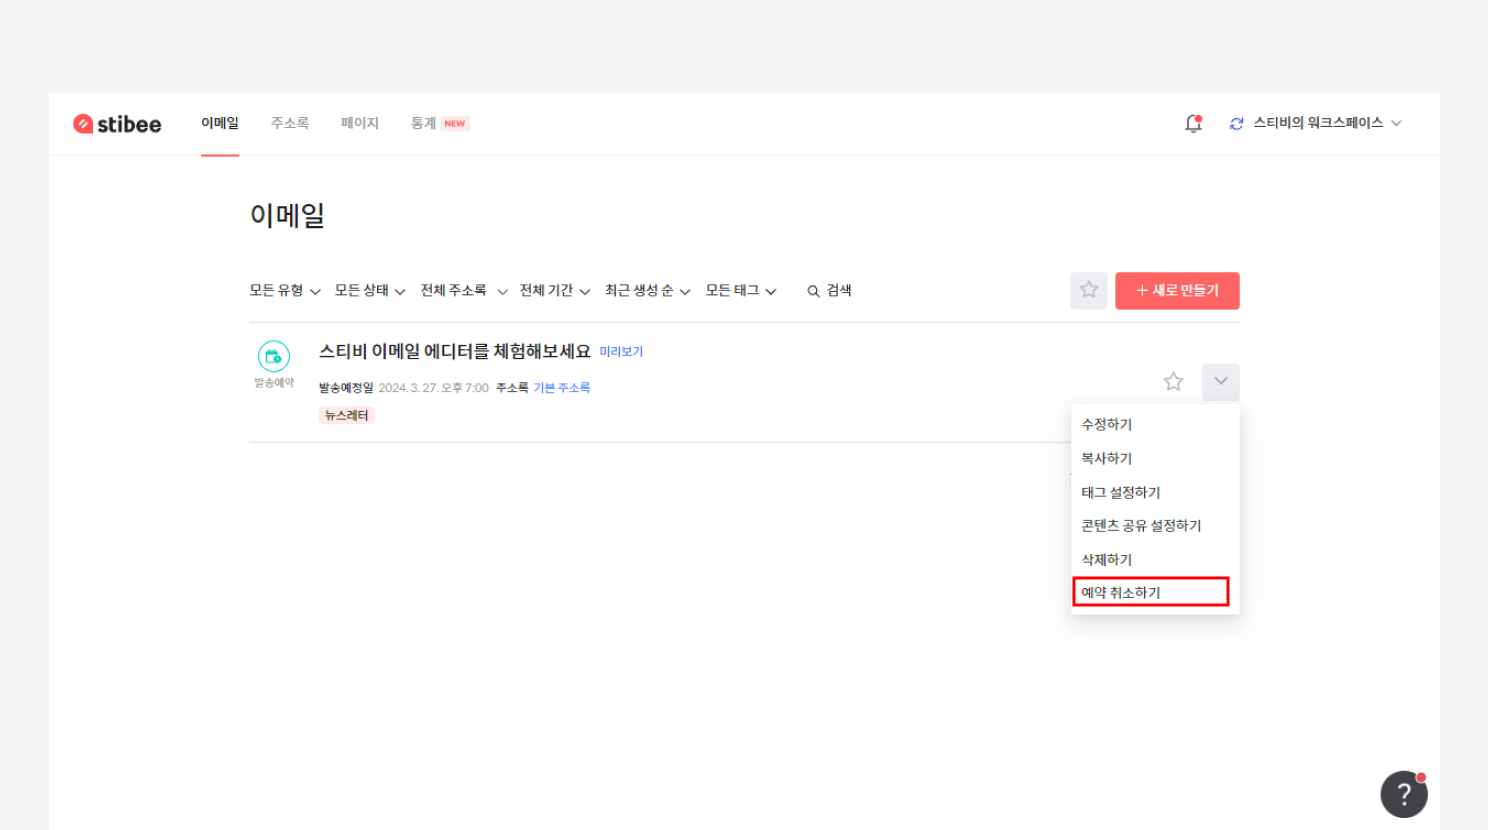 stibee 이메일 주소록 페이지 통계 NEW 스티비의 워크스페이스
이메일
모든 유형 모든 상태 전체 주소록 전체 기간 최근 생성 순 모든 태그 검색 + 새로 만들기
스티비 이메일 에디터를 체험해보세요 미리보기
발송예약
발송예정일 2024. 3. 27. 오후 7:00 주소록 기본 주소록
뉴스레터
수정하기
복사하기
태그 설정하기
콘텐츠 공유 설정하기
삭제하기
예약 취소하기
?